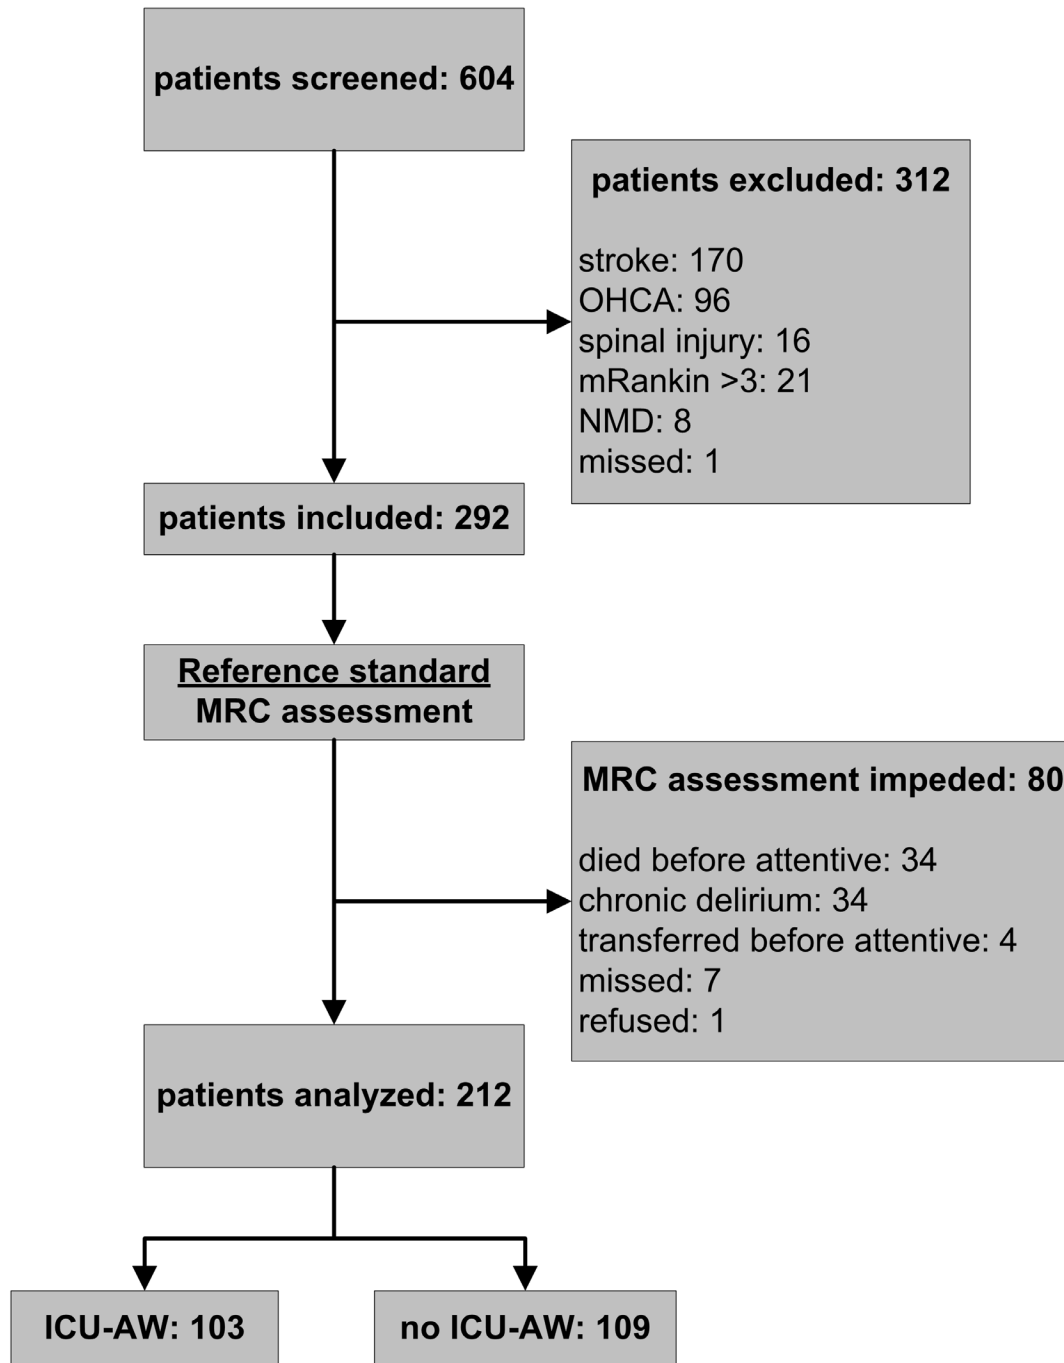 patients screened: 604
patients excluded: 312
stroke: 170
OHCA: 96
spinal injury: 16
mRankin >3: 21
NMD: 8
missed: 1
patients included: 292
Reference standard
MRC assessment
MRC assessment impeded: 80
died before attentive: 34
chronic delirium: 34
transferred before attentive: 4
missed: 7
refused: 1
patients analyzed: 212
ICU-AW: 103
no ICU-AW: 109